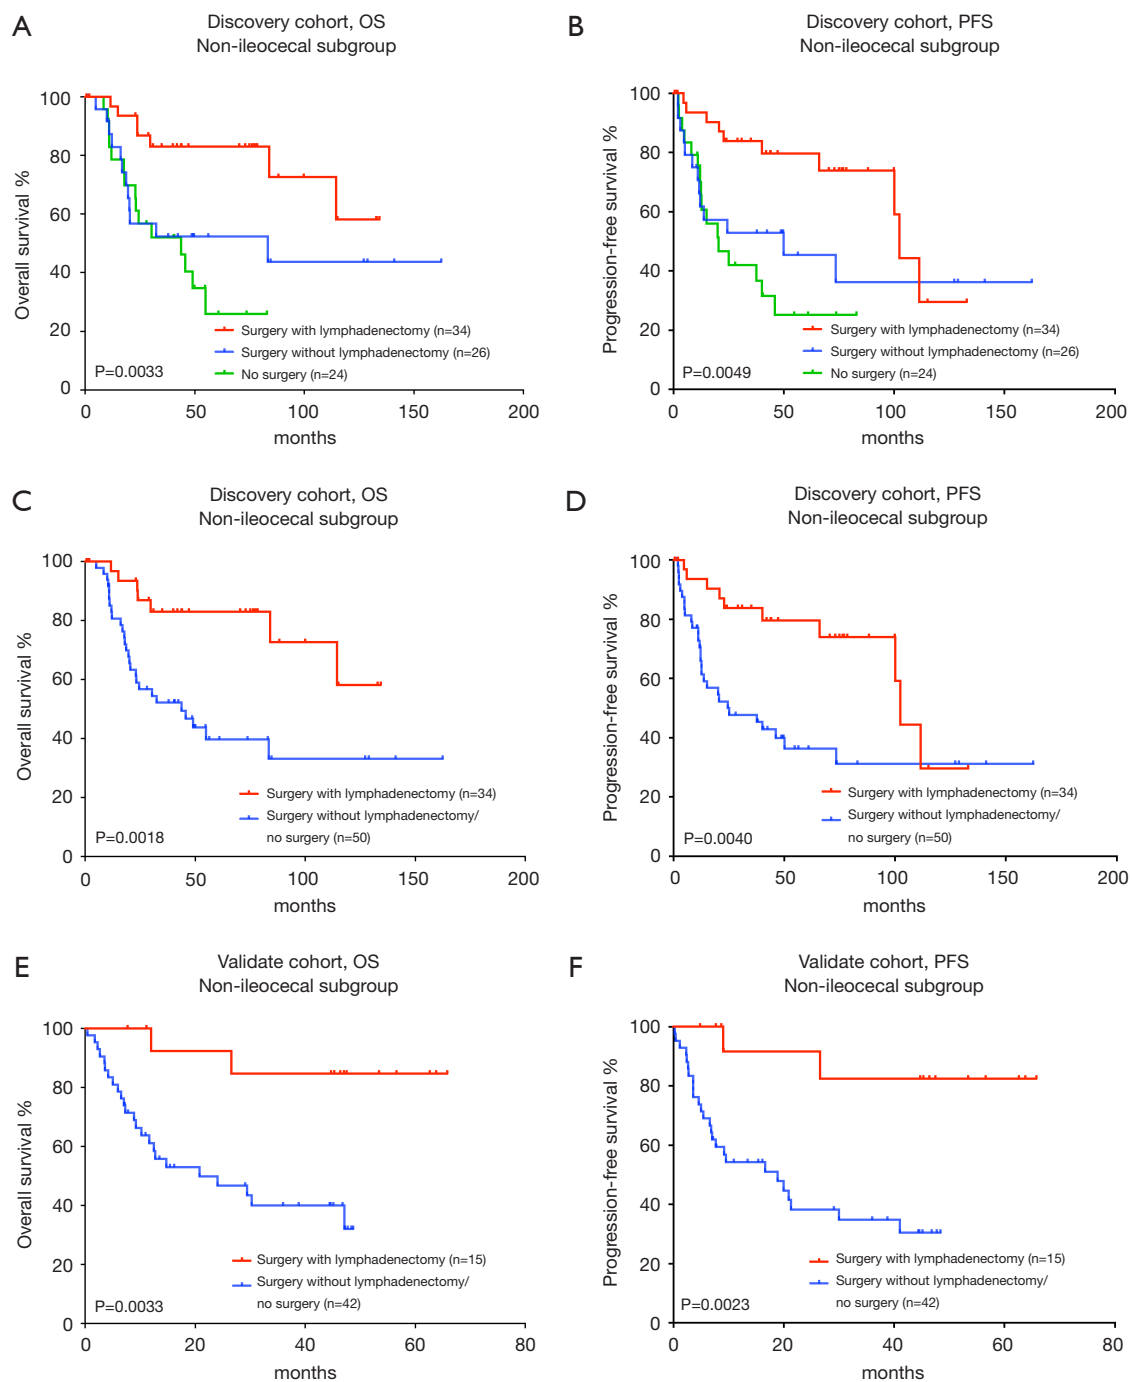 A
Discovery cohort, OS
Non-ileocecal subgroup
Overall survival %
100
80
60
40
20
0
Surgery with lymphadenectomy (n=34)
Surgery without lymphadenectomy (n=26)
No surgery (n=24)
P=0.0033
0 50 100 150 200
months
B
Discovery cohort, PFS
Non-ileocecal subgroup
Progression-free survival %
100
80
60
40
20
0
Surgery with lymphadenectomy (n=34)
Surgery without lymphadenectomy (n=26)
No surgery (n=24)
P=0.0049
0 50 100 150 200
months
C
Discovery cohort, OS
Non-ileocecal subgroup
Overall survival %
100
80
60
40
20
0
Surgery with lymphadenectomy (n=34)
Surgery without lymphadenectomy/
no surgery (n=50)
P=0.0018
0 50 100 150 200
months
D
Discovery cohort, PFS
Non-ileocecal subgroup
Progression-free survival %
100
80
60
40
20
0
Surgery with lymphadenectomy (n=34)
Surgery without lymphadenectomy/
no surgery (n=50)
P=0.0040
0 50 100 150 200
months
E
Validate cohort, OS
Non-ileocecal subgroup
Overall survival %
100
80
60
40
20
0
Surgery with lymphadenectomy (n=15)
Surgery without lymphadenectomy/
no surgery (n=42)
P=0.0033
0 20 40 60 80
months
F
Validate cohort, PFS
Non-ileocecal subgroup
Progression-free survival %
100
80
60
40
20
0
Surgery with lymphadenectomy (n=15)
Surgery without lymphadenectomy/
no surgery (n=42)
P=0.0023
0 20 40 60 80
months